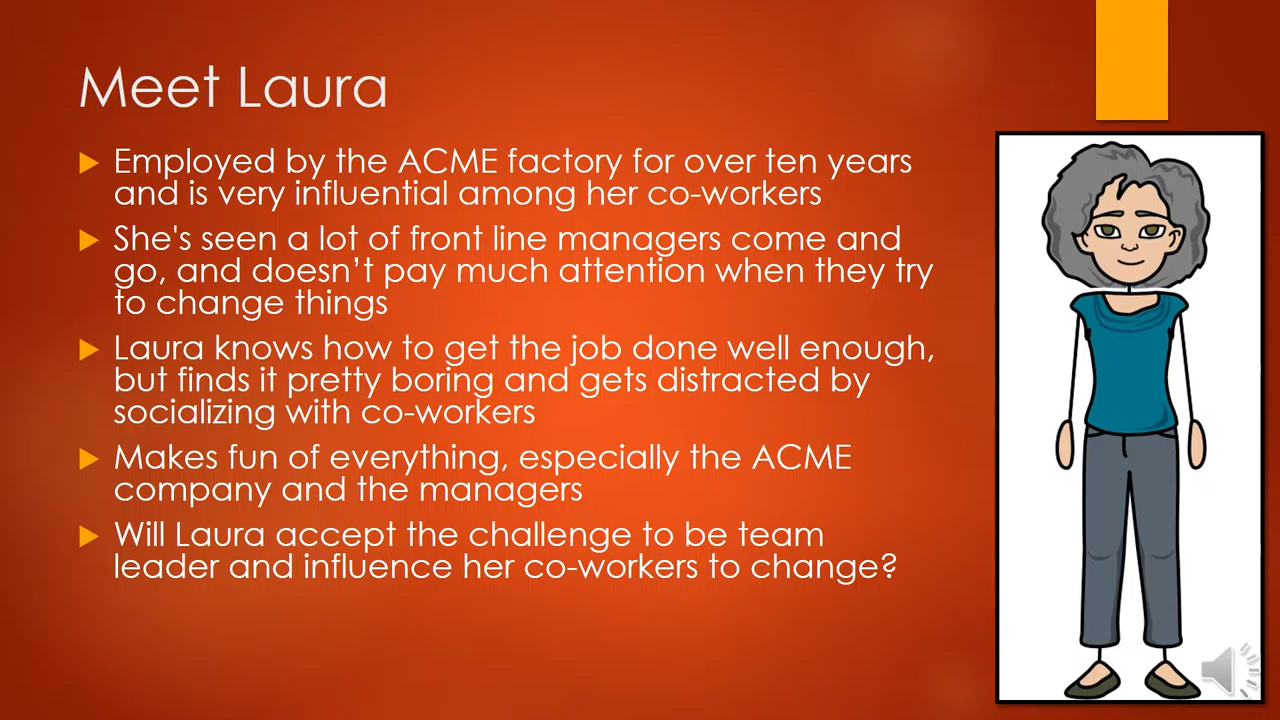 Meet Laura
Employed by the ACME factory for over ten years
and is very influential among her co-workers
She's seen a lot of front line managers come and
go, and doesn’t pay much attention when they try
to change things
Laura knows how to get the job done well enough,
but finds it pretty boring and gets distracted by
socializing with co-workers
Makes fun of everything, especially the ACME
company and the managers
Will Laura accept the challenge to be team
leader and influence her co-workers to change?